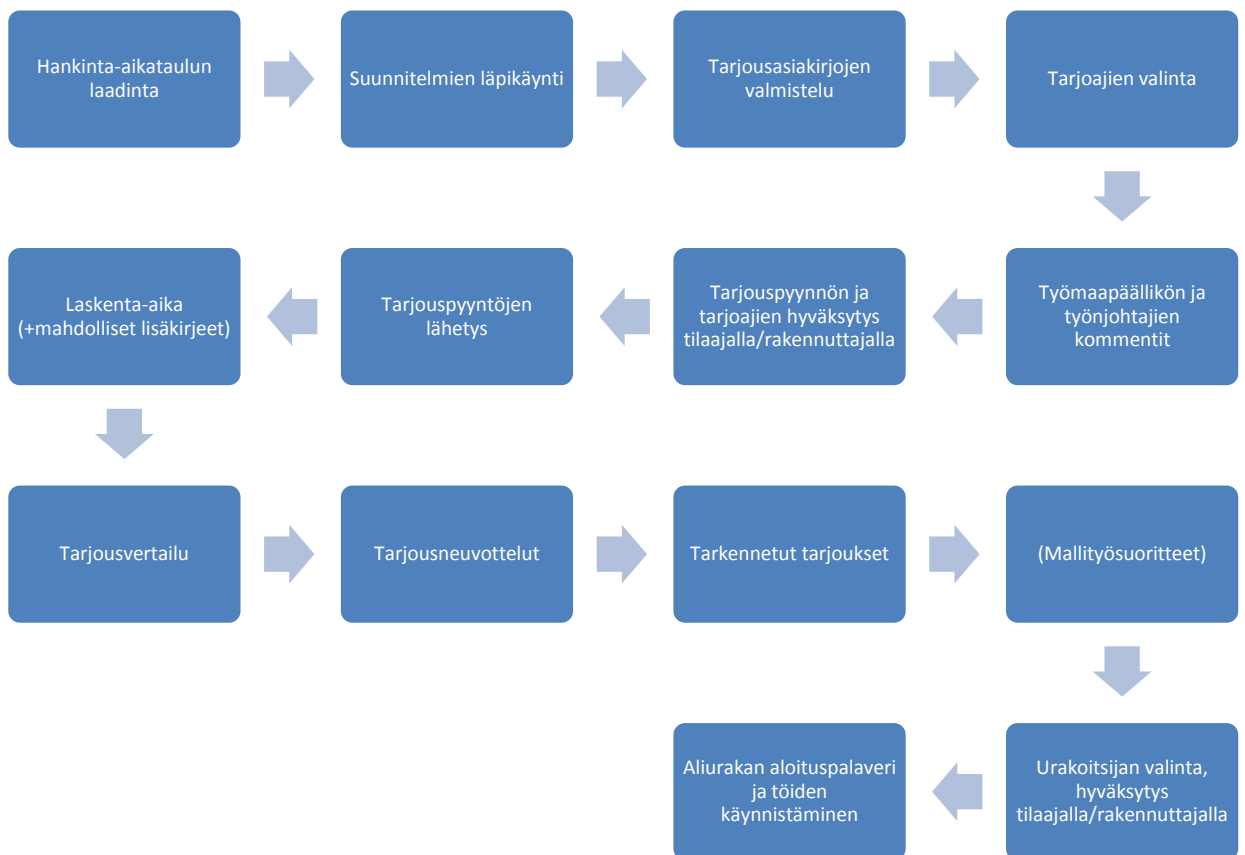 Hankinta-aikataulun
laadinta
Suunnitelmien läpikäynti
Tarjousasiakirjojen
valmistelu
Tarjoajien valinta
Työmaapäällikön ja
työnjohtajien
kommentit
Tarjouspyynnön ja
tarjoajien hyväksytys
tilaajalla/rakennuttajalla
Tarjouspyyntöjen
lähetys
Laskenta-aika
(+mahdolliset lisäkirjeet)
Tarjousvertailu
Tarjousneuvottelut
Tarkennetut tarjoukset
(Mallityösuoritteet)
Urakoitsijan valinta,
hyväksytys
tilaajalla/rakennuttajalla
Aliurakan aloituspalaveri
ja töiden
käynnistäminen